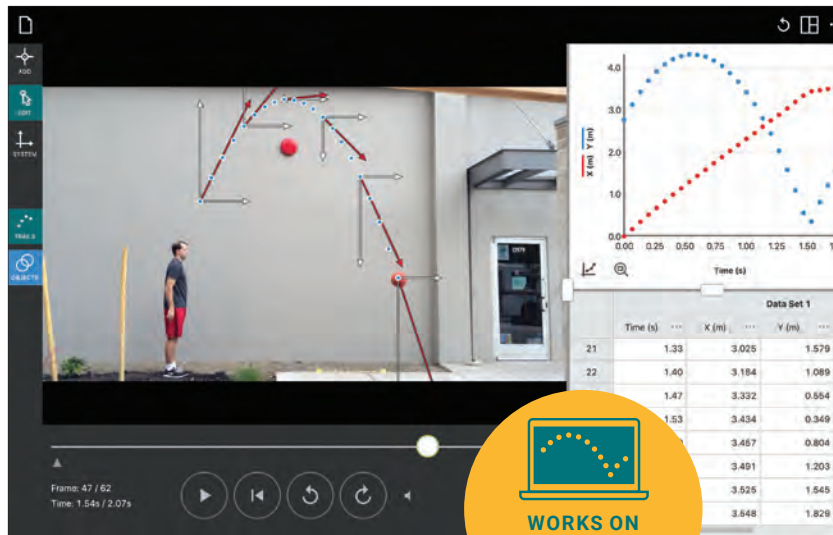 ADD
EDIT
SYSTEM
TRACKS
OBJECTS
X (m) Y (m)
4.0
3.0
2.0
1.0
0.0
0.00 0.25 0.50 0.75 1.00 1.25 1.50
Time (s)
Data Set 1
Time (s) ... X (m) ... Y (m) ...
21 1.33 3.025 1.579
22 1.40 3.184 1.089
1.47 3.332 0.554
1.53 3.434 0.349
3.457 0.804
3.491 1.203
3.525 1.545
3.548 1.829
Frame: 47 / 62
Time: 1.54s / 2.07s
WORKS ON